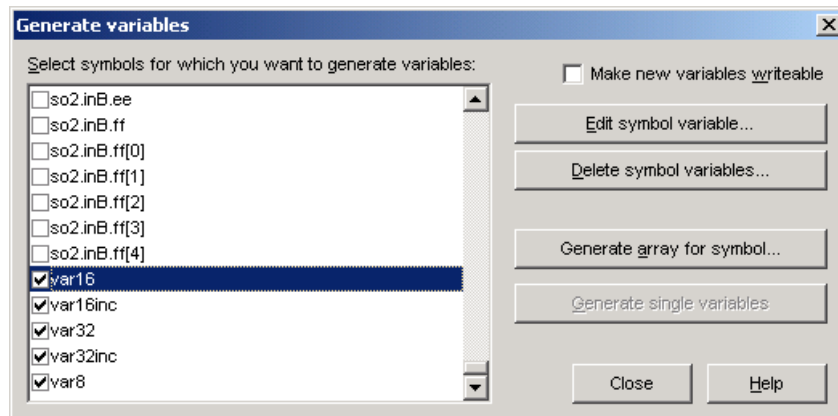 Generate variables
Select symbols for which you want to generate variables:
so2.inB.ee
so2.inB.ff
so2.inB.ff[0]
so2.inB.ff[1]
so2.inB.ff[2]
so2.inB.ff[3]
so2.inB.ff[4]
var16
var16inc
var32
var32inc
var8
Make new variables writeable
Edit symbol variable...
Delete symbol variables...
Generate array for symbol...
Generate single variables
Close
Help